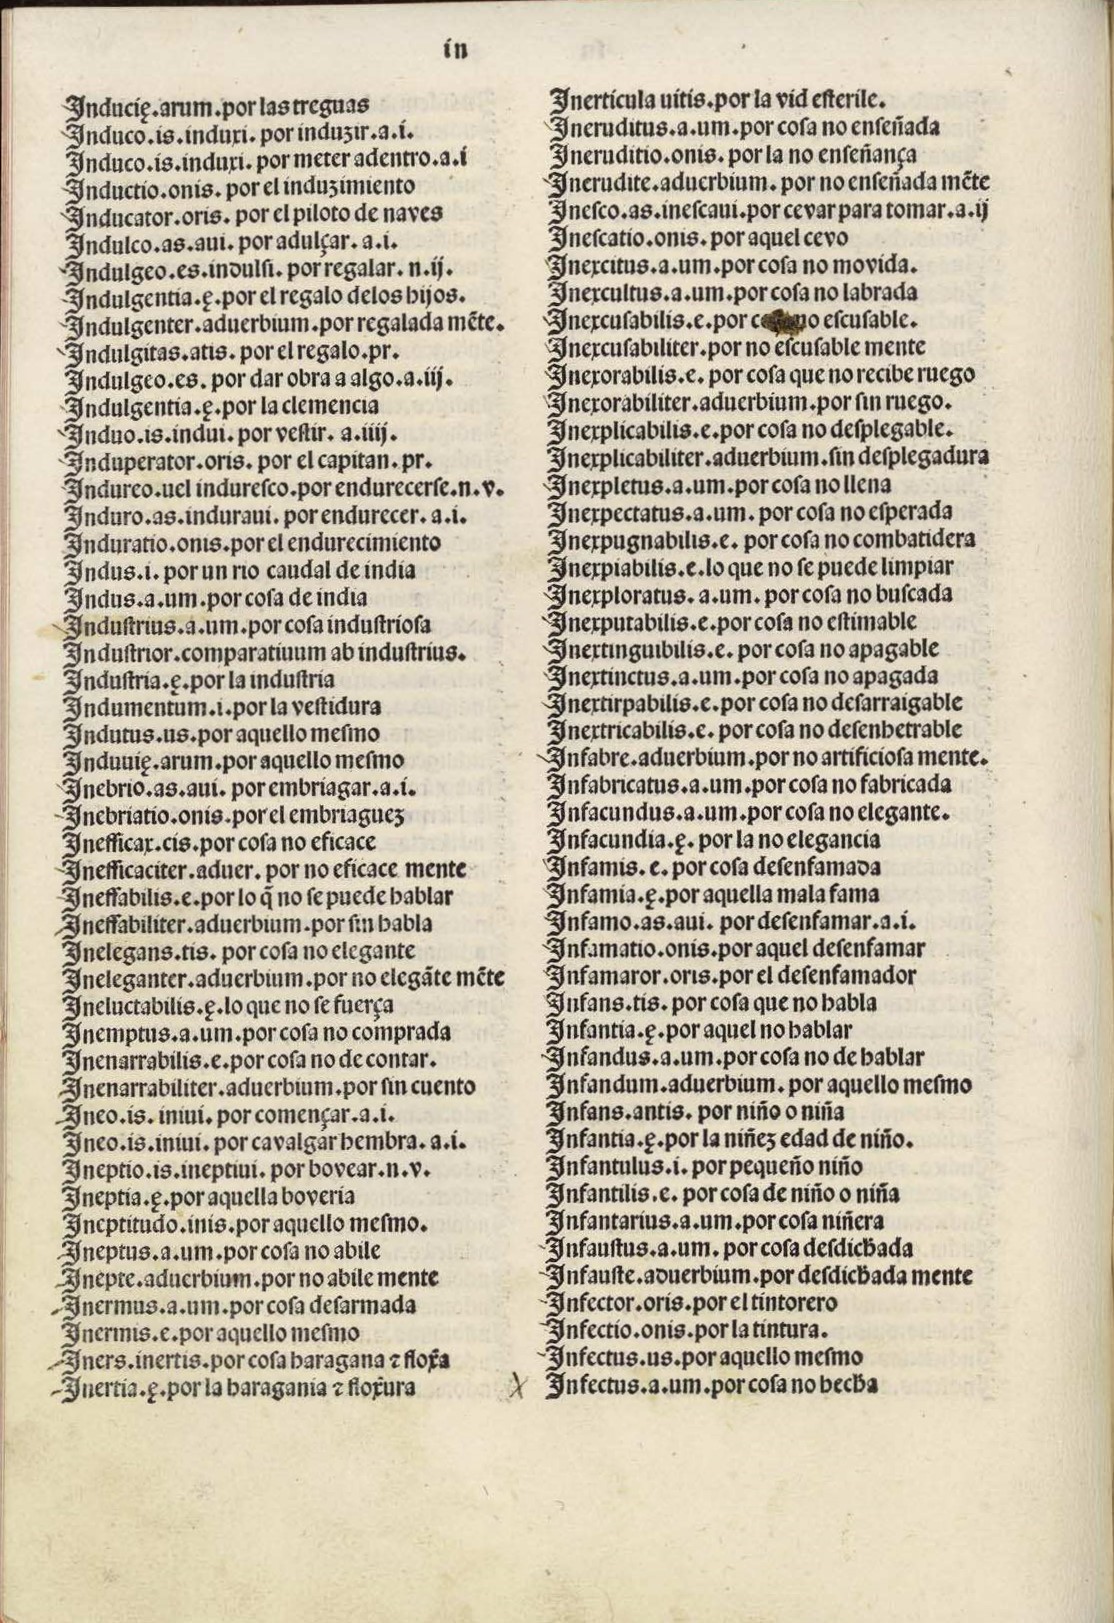 in
Inducię.arum.por las treguas
Induco.is.induxi. por induzir.a.i.
Induco.is.induxi. por meter adentro.a.i
Inductio.onis. por el induzimiento
Inducator.oris. por el piloto de naves
Indulco.as.aui. por adulçar. a.i.
Indulgeo.es.indulsi. por regalar. n.ij.
Indulgentia.ę.por el regalo delos hijos.
Indulgenter.aduerbium.por regalada mẽte.
Indulgitas.atis. por el regalo.pr.
Indulgeo.es. por dar obra a algo.a.iij.
Indulgentia.ę.por la clemencia
Induo.is.indui. por vestir. a.iiij.
Induperator.oris. por el capitan.pr.
Indureo.uel induresco.por endurecerse.n.v.
Induro.as.induraui. por endurecer. a.i.
Induratio.onis.por el endurecimiento
Indus.i. por un rio caudal de india
Indus.a.um.por cosa de india
Industrius.a.um.por cosa industriosa
Industrior.comparatiuum ab industrius.
Industria.ę.por la industria
Indumentum.i.por la vestidura
Indutus.us.por aquello mesmo
Induuię.arum.por aquello mesmo
Inebrio.as.aui. por embriagar.a.i.
Inebriatio.onis.por el embriaguez
Inefficax.cis.por cosa no eficace
Inefficaciter.aduer. por no eficace mente
Ineffabilis.e.por lo q̃ no se puede hablar
Ineffabiliter.aduerbium.por sin habla
Inelegans.tis. por cosa no elegante
Ineleganter.aduerbium.por no elegãte mẽte
Ineluctabilis.ę.lo que no se fuerça
Inemptus.a.um.por cosa no comprada
Inenarrabilis.e.por cosa no de contar.
Inenarrabiliter.aduerbium.por sin cuento
Ineo.is. iniui. por començar.a.i.
Ineo.is.iniui. por cavalgar hembra. a.i.
Ineptio.is.ineptiui. por bovear.n.v.
Ineptia.ę.por aquella boveria
Ineptitudo.inis.por aquello mesmo.
Ineptus.a.um.por cosa no abile
Inepte.aduerbium.por no abile mente
Inermus.a.um.por cosa desarmada
Inermis.e.por aquello mesmo
Iners.inertis.por cosa haragana ⁊ floxa
Inertia.ę.por la haragania ⁊ floxura
Inerticula uitis.por la vid esterile.
Ineruditus.a.um.por cosa no enseñada
Ineruditio.onis. por la no enseñança
Inerudite.aduerbium. por no enseñada mẽte
Inesco.as.inescaui.por cevar para tomar.a.ij
Inescatio.onis. por aquel cevo
Inexcitus.a.um.por cosa no movida.
Inexcultus.a.um.por cosa no labrada
Inexcusabilis.e.por no escusable.
Inexcusabiliter.por no escusable mente
Inexorabilis.e. por cosa que no recibe ruego
Inexorabiliter.aduerbium.por sin ruego.
Inexplicabilis.e.por cosa no desplegable.
Inexplicabiliter.aduerbium.sin desplegadura
Inexpletus.a.um.por cosa no llena
Inexpectatus.a.um. por cosa no esperada
Inexpugnabilis.e. por cosa no combatidera
Inexpiabilis.e.lo que no se puede limpiar
Inexploratus. a.um. por cosa no buscada
Inexputabilis.e.por cosa no estimable
Inextinguibilis.e. por cosa no apagable
Inextinctus.a.um.por cosa no apagada
Inextirpabilis.e.por cosa no desarraigable
Inextricabilis.e. por cosa no desenhetrable
Infabre.aduerbium.por no artificiosa mente.
Infabricatus.a.um.por cosa no fabricada
Infacundus.a.um.por cosa no elegante.
Infacundia.ę. por la no elegancia
Infamis.e. por cosa desenfamada
Infamia.ę.por aquella mala fama
Infamo.as.aui. por desenfamar.a.i.
Infamatio.onis.por aquel desenfamar
Infamaror.oris.por el desenfamador
Infans.tis. por cosa que no habla
Infantia.ę.por aquel no hablar
Infandus.a.um.por cosa no de hablar
Infandum.aduerbium. por aquello mesmo
Infans.antis. por niño o niña
Infantia.ę.por la niñez edad de niño.
Infantulus.i. por pequeño niño
Infantilis.e. por cosa de niño o niña
Infantarius.a.um.por cosa niñera
Infaustus.a.um. por cosa desdichada
Infauste.aduerbium.por desdichada mente
Infector.oris.por el tintorero
Infectio.onis.por la tintura.
Infectus.us.por aquello mesmo
X Infectus.a.um.por cosa no hecha